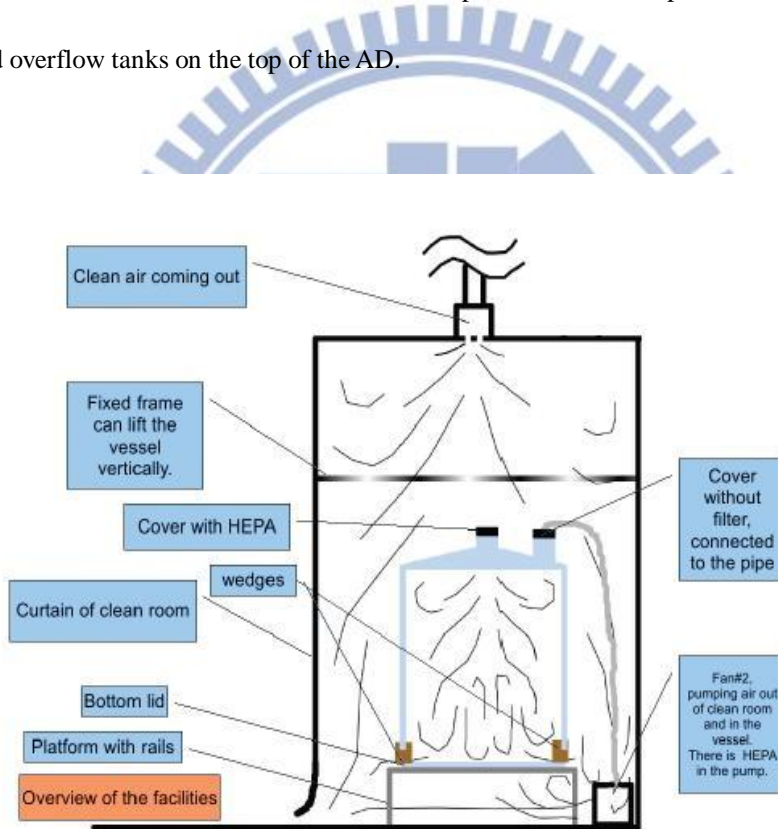 l overflow tanks on the top of the AD.
Clean air coming out
Fixed frame
can lift the
vessel
vertically.
Cover with HEPA
wedges
Curtain of clean room
Bottom lid
Platform with rails
Overview of the facilities
Cover
without
filter,
connected
to the pipe
Fan#2,
pumping air out
of clean room
and in the
vessel.
There is HEPA
in the pump.